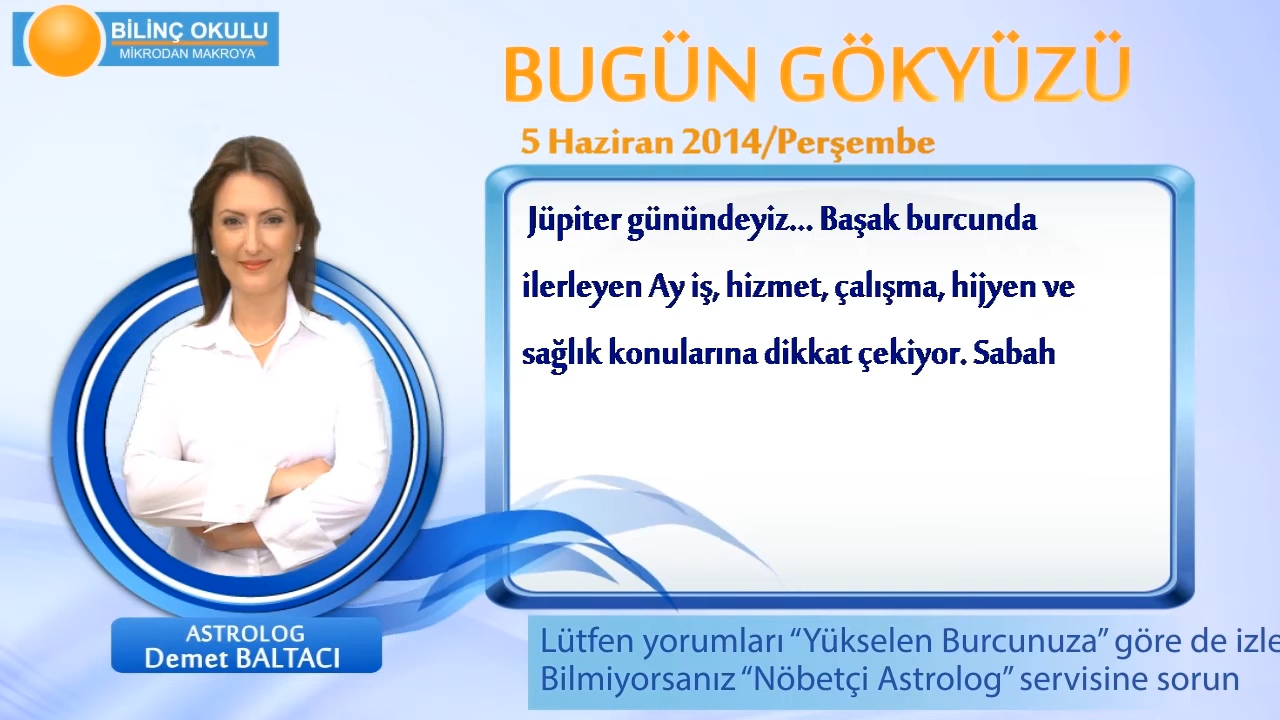 BİLİNÇ OKULU
MİKRODAN MAKROYA
BUGÜN GÖKYÜZÜ
5 Haziran 2014/Perşembe
Jüpiter günündeyiz... Başak burcunda
ilerleyen Ay iş, hizmet, çalışma, hijyen ve
sağlık konularına dikkat çekiyor. Sabah
ASTROLOG
Demet BALTACI
Lütfen yorumları “Yükselen Burcunuza” göre de izle
Bilmiyorsanız “Nöbetçi Astrolog” servisine sorun